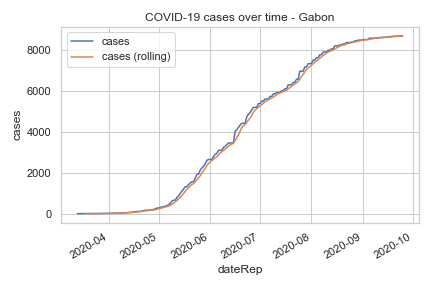 COVID-19 cases over time - Gabon
cases
cases (rolling)
8000
6000
4000
2000
0
cases
2020-04
2020-05
2020-06
2020-07
2020-08
2020-09
2020-10
dateRep